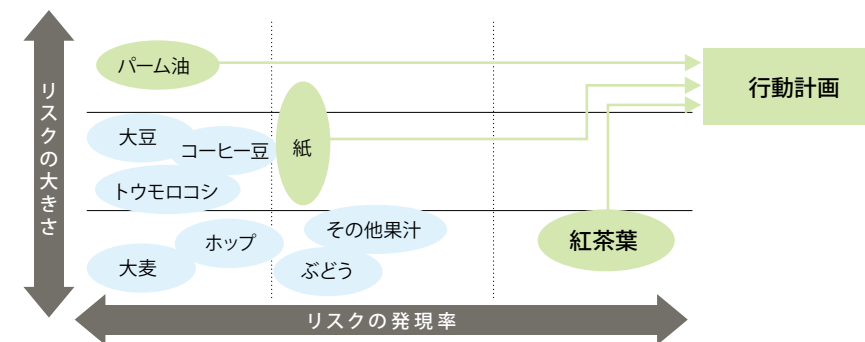 リスクの大きさ
パーム油
行動計画
大豆
コーヒー豆
紙
トウモロコシ
ホップ
その他果汁
紅茶葉
大麦
ぶどう
リスクの発現率